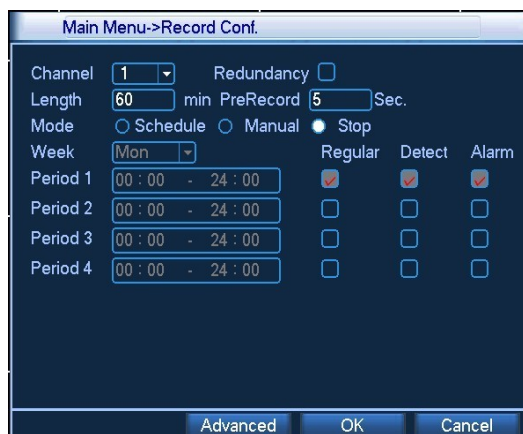 Main Menu->Record Conf.
Channel 1 Redundancy
Length 60 min PreRecord 5 Sec.
Mode Schedule Manual Stop
Week Mon Regular Detect Alarm
Period 1 00 : 00 - 24 : 00
Period 2 00 : 00 - 24 : 00
Period 3 00 : 00 - 24 : 00
Period 4 00 : 00 - 24 : 00
Advanced OK Cancel